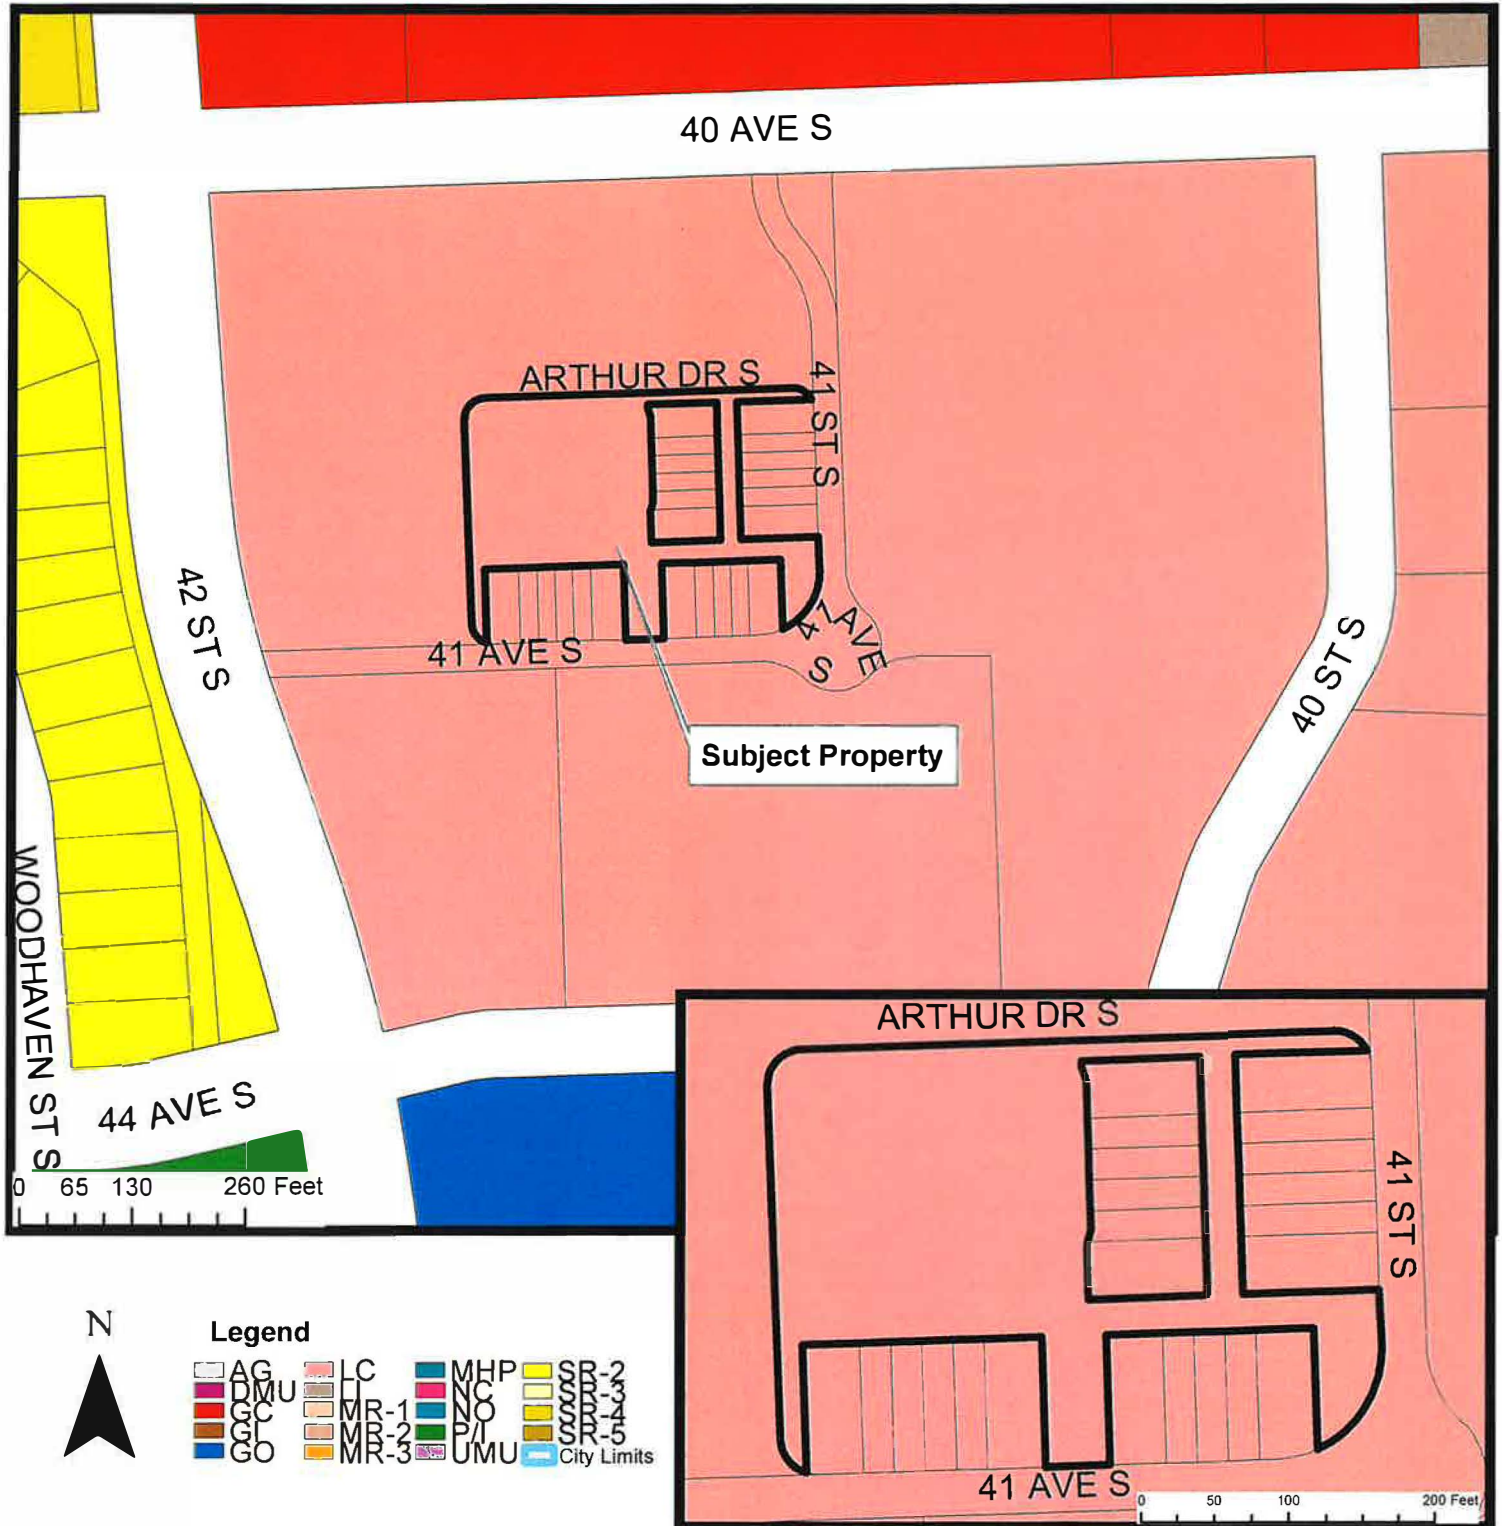 40 AVE S
ARTHUR DR S
41 ST S
42 ST S
41 AVE S
41 AVE S
40 ST S
Subject Property
WOODHAVEN ST S
44 AVE S
0 65 130 260 Feet
ARTHUR DR S
41 ST S
41 AVE S
0 50 100 200 Feet
N
Legend
AG LC MHP SR-2
DMU LI NC SR-3
GC MR-1 NO SR-4
GI MR-2 P/I SR-5
GO MR-3 UMU City Limits